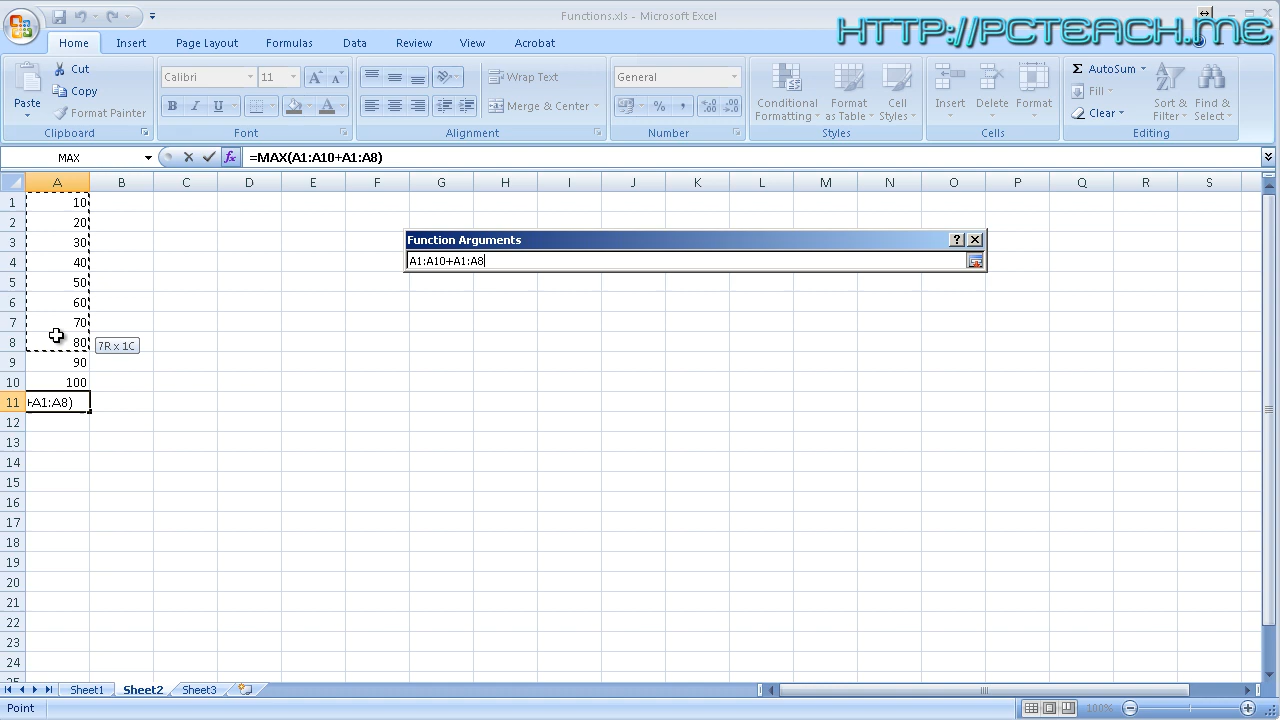 Functions.xls - Microsoft Excel
HTTP://PCTEACH.ME
Home Insert Page Layout Formulas Data Review View Acrobat
Cut
Copy
Format Painter
Paste
Clipboard
Calibri 11
B I U
Font
Wrap Text
Merge & Center
Alignment
General
% ,
Number
Conditional Formatting
Format as Table
Cell Styles
Styles
Insert Delete Format
Cells
Σ AutoSum
Fill
Clear
Sort & Filter
Find & Select
Editing
MAX fx =MAX(A1:A10+A1:A8)
A B C D E F G H I J K L M N O P Q R S
1 10
2 20
3 30
Function Arguments
4 40
A1:A10+A1:A8
5 50
6 60
7 70
8 80
7R x 1C
9 90
10 100
11 +A1:A8)
12
13
14
15
16
17
18
19
20
21
22
23
24
25
Sheet1 Sheet2 Sheet3
Point 100%